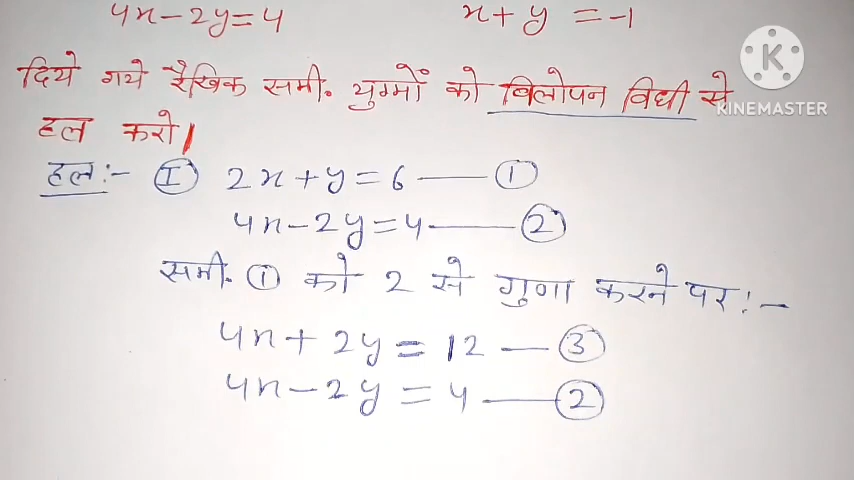 4x-2y=4 x+y=-1
दिये गये रैखिक समी. युग्मों को बिलोपन विधी से
हल करो।
हल:- Ⓘ 2x+y=6 — ①
4x-2y=4 — ②
समी. ① को 2 से गुणा करने पर:-
4x+2y=12 — ③
4x-2y=4 — ②
K
KINEMASTER